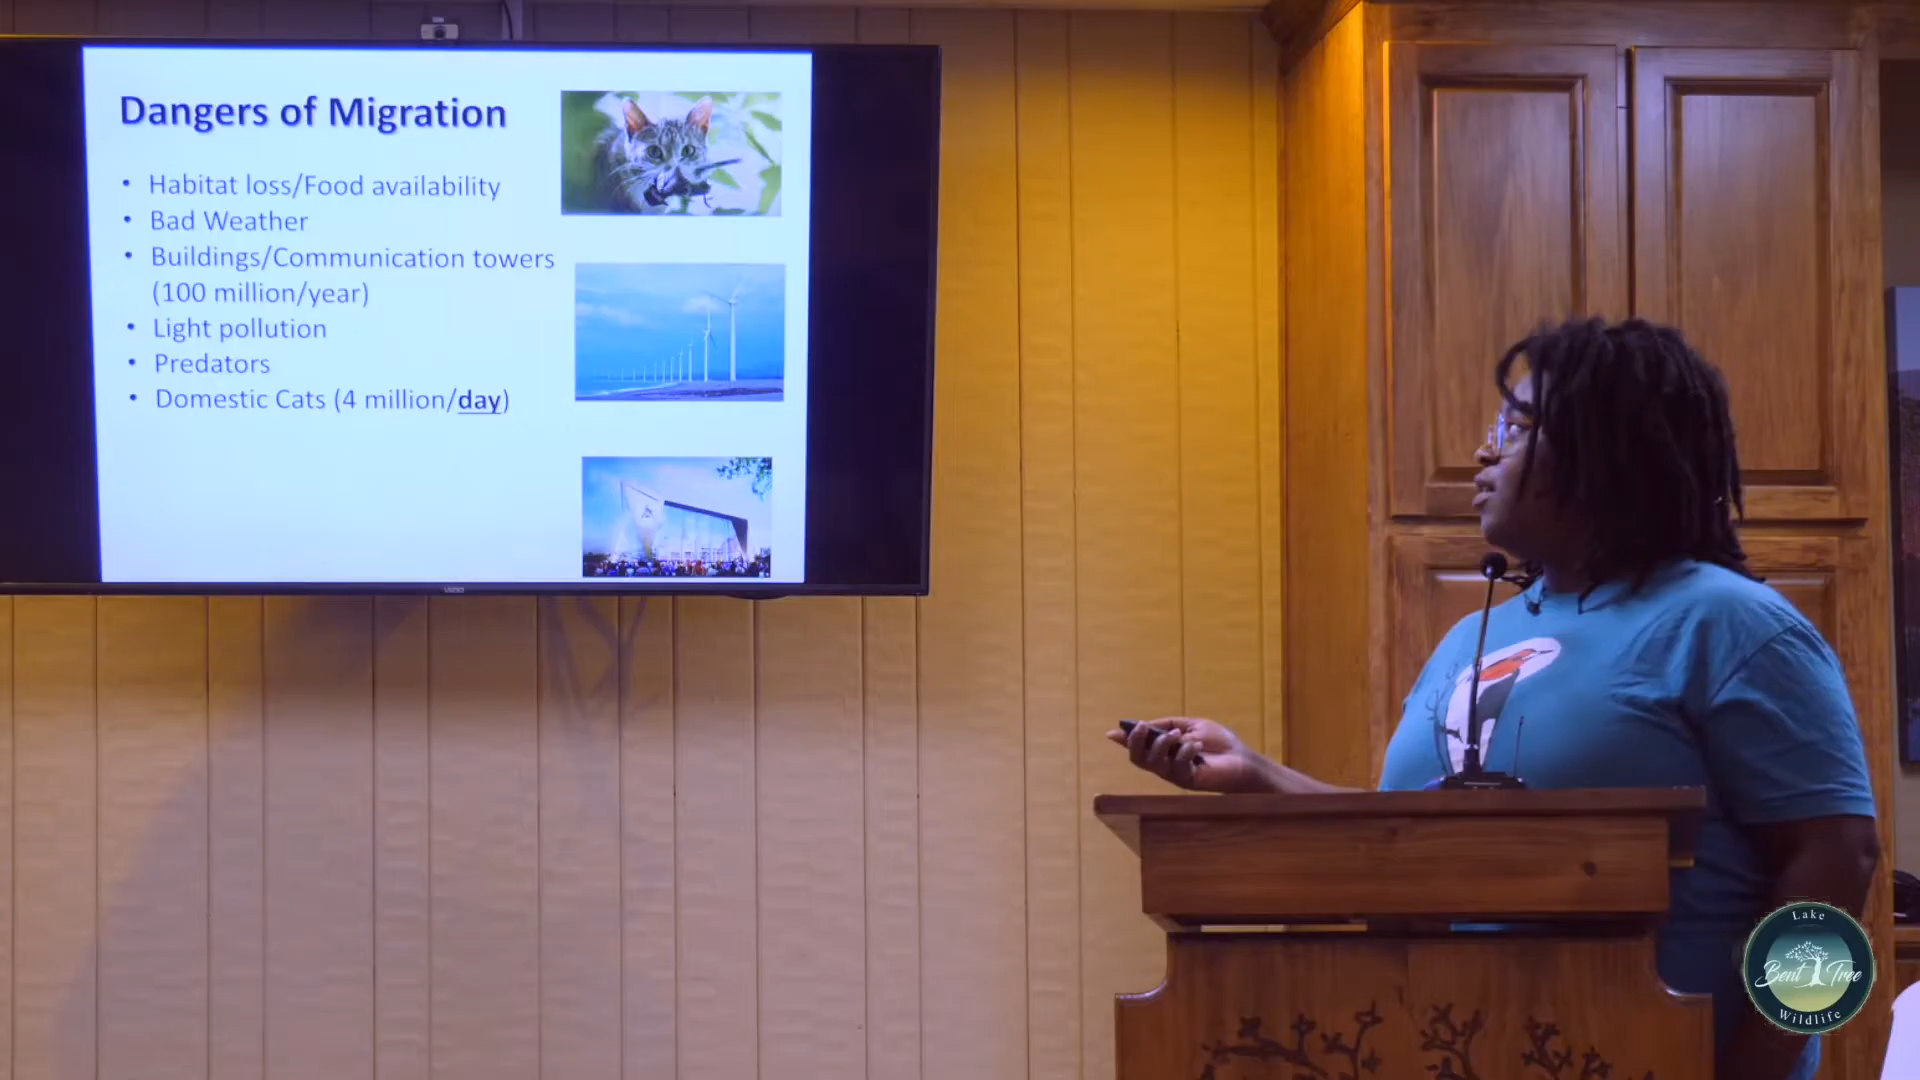 Dangers of Migration
• Habitat loss/Food availability
• Bad Weather
• Buildings/Communication towers
(100 million/year)
• Light pollution
• Predators
• Domestic Cats (4 million/day)
VIZIO
Lake
Bent Tree
Wildlife